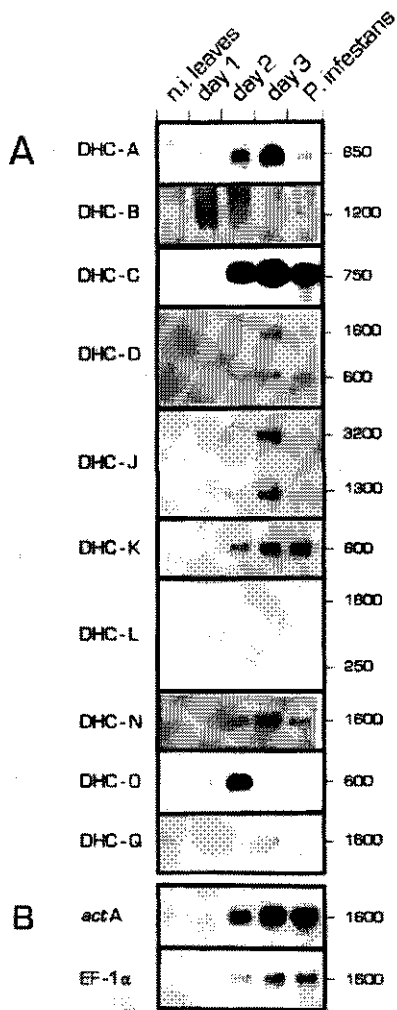 n.i. leaves day 1 day 2 day 3 P. infestans
A
DHC-A 850
DHC-B 1200
DHC-C 750
DHC-D 1600
600
DHC-J 3200
1300
DHC-K 600
DHC-L 1800
250
DHC-N 1600
DHC-O 600
DHC-Q 1600
B
actA 1600
EF-1α 1600